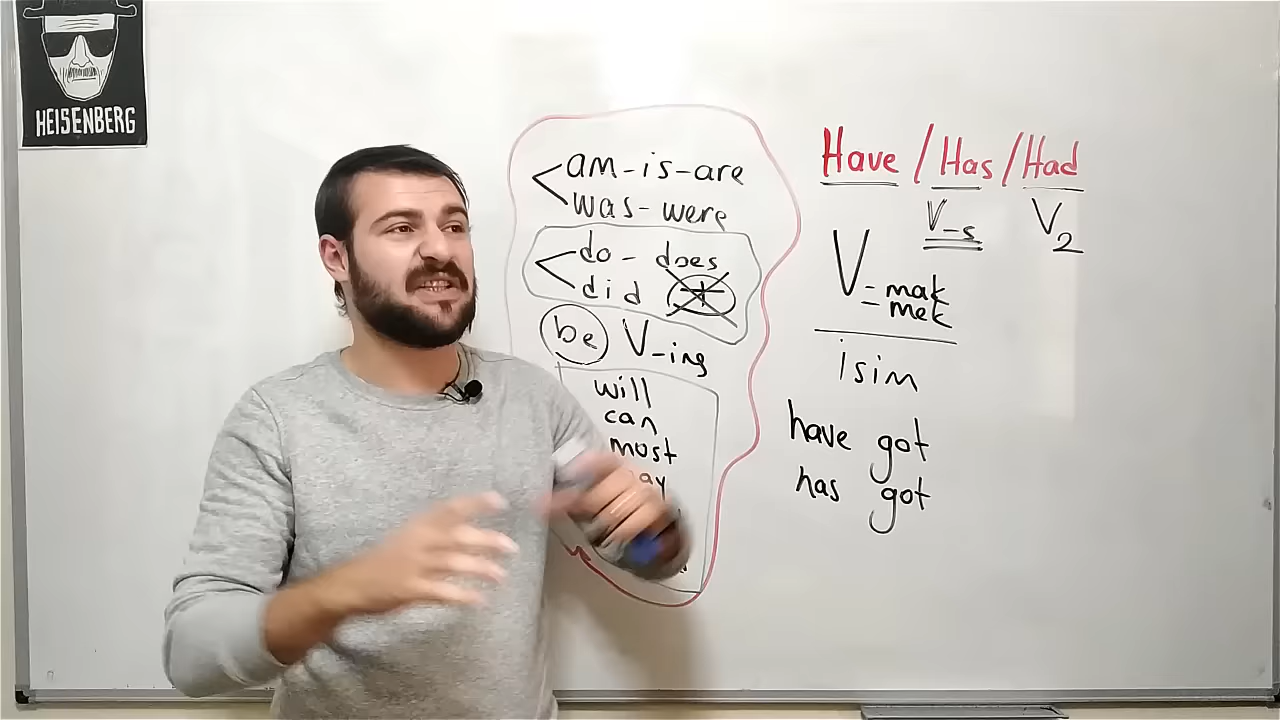 HEISENBERG
am-is-are
was-were
do - does
did +
be V-ing
will
can
most
Have / Has / Had
V-s V2
V = mak
mek
isim
have got
has got